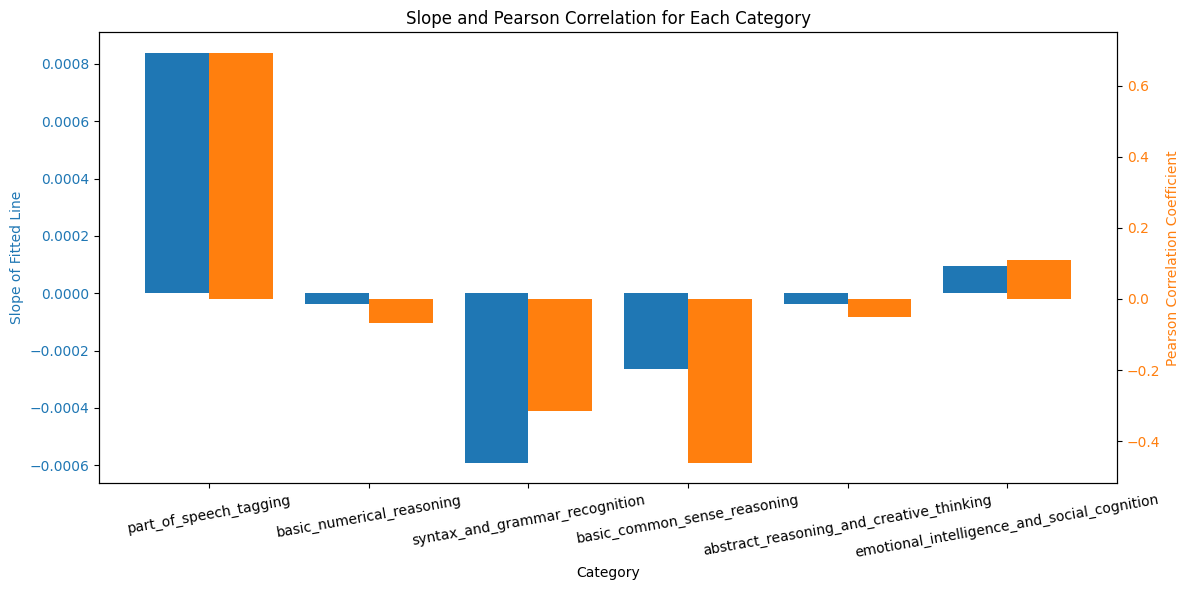 Slope and Pearson Correlation for Each Category
Slope of Fitted Line
0.0008
0.0006
0.0004
0.0002
0.0000
−0.0002
−0.0004
−0.0006
0.6
0.4
0.2
0.0
−0.2
−0.4
Pearson Correlation Coefficient
part_of_speech_tagging
basic_numerical_reasoning
syntax_and_grammar_recognition
basic_common_sense_reasoning
abstract_reasoning_and_creative_thinking
emotional_intelligence_and_social_cognition
Category